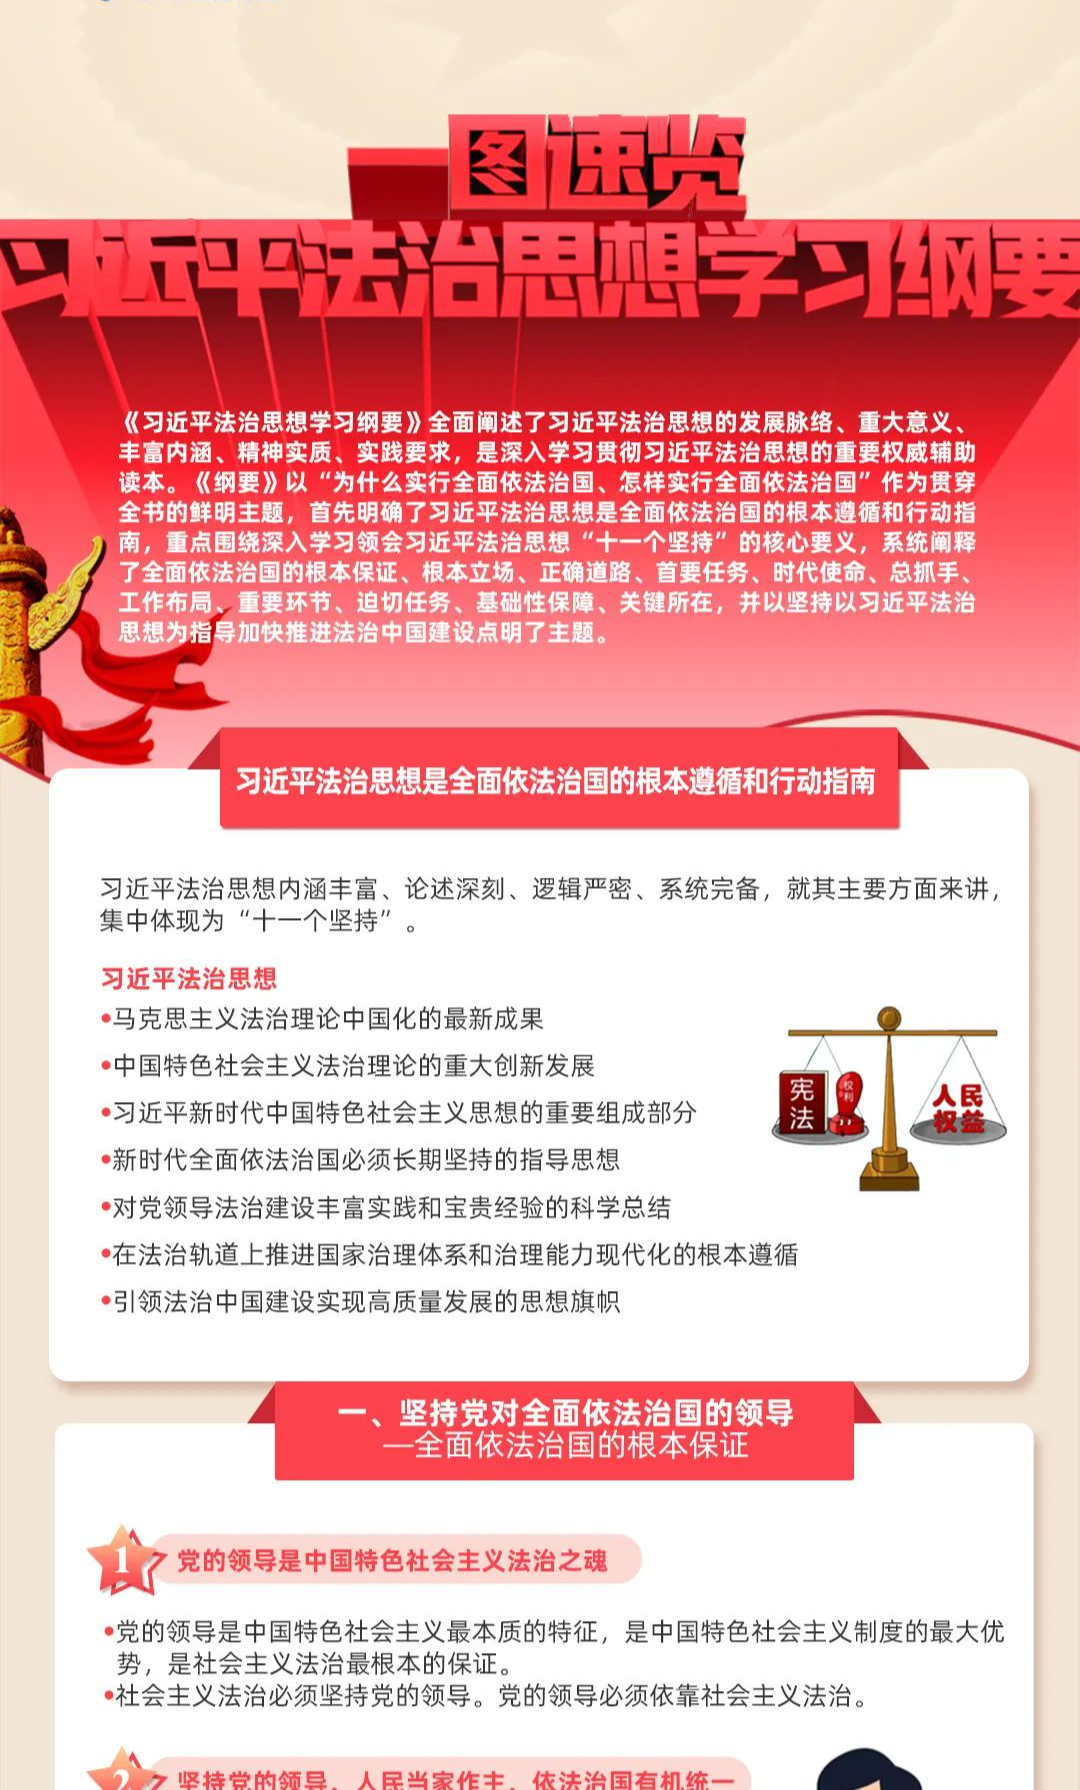 一图速览
习近平法治思想学习纲要
《习近平法治思想学习纲要》全面阐述了习近平法治思想的发展脉络、重大意义、
丰富内涵、精神实质、实践要求，是深入学习贯彻习近平法治思想的重要权威辅助
读本。《纲要》以“为什么实行全面依法治国、怎样实行全面依法治国”作为贯穿
全书的鲜明主题，首先明确了习近平法治思想是全面依法治国的根本遵循和行动指
南，重点围绕深入学习领会习近平法治思想“十一个坚持”的核心要义，系统阐释
了全面依法治国的根本保证、根本立场、正确道路、首要任务、时代使命、总抓手、
工作布局、重要环节、迫切任务、基础性保障、关键所在，并以坚持以习近平法治
思想为指导加快推进法治中国建设点明了主题。
习近平法治思想是全面依法治国的根本遵循和行动指南
习近平法治思想内涵丰富、论述深刻、逻辑严密、系统完备，就其主要方面来讲，
集中体现为“十一个坚持”。
习近平法治思想
•马克思主义法治理论中国化的最新成果
•中国特色社会主义法治理论的重大创新发展
•习近平新时代中国特色社会主义思想的重要组成部分
•新时代全面依法治国必须长期坚持的指导思想
•对党领导法治建设丰富实践和宝贵经验的科学总结
•在法治轨道上推进国家治理体系和治理能力现代化的根本遵循
•引领法治中国建设实现高质量发展的思想旗帜
宪法
权利
人民
权益
一、坚持党对全面依法治国的领导
—全面依法治国的根本保证
1 党的领导是中国特色社会主义法治之魂
•党的领导是中国特色社会主义最本质的特征，是中国特色社会主义制度的最大优
势，是社会主义法治最根本的保证。
•社会主义法治必须坚持党的领导。党的领导必须依靠社会主义法治。
2 坚持党的领导、人民当家作主、依法治国有机统一